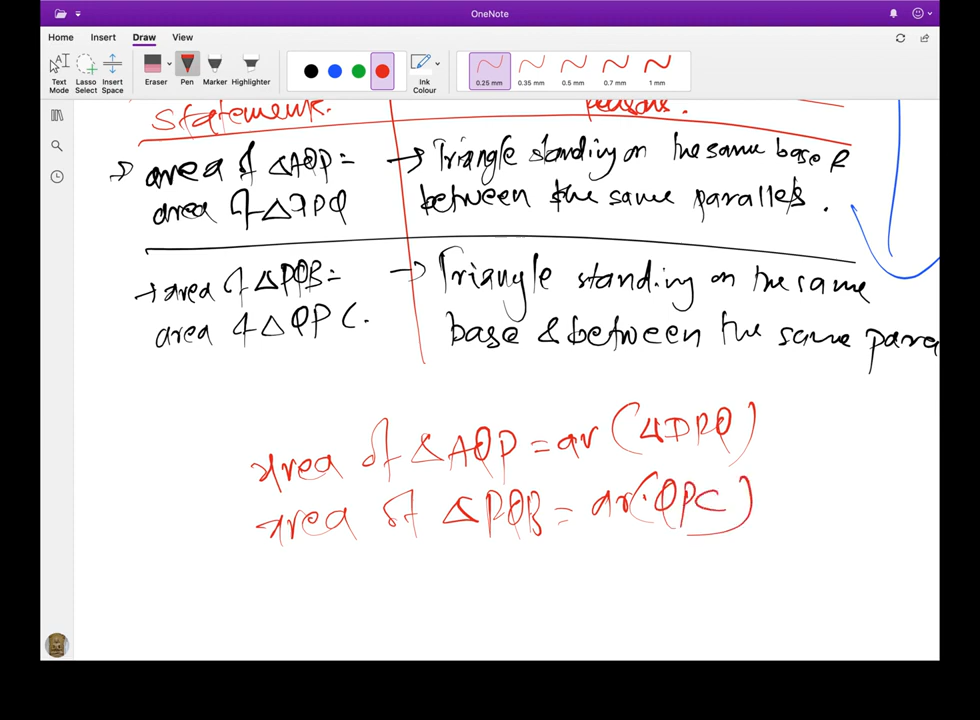 OneNote
Home Insert Draw View
Text Mode Lasso Select Insert Space Eraser Pen Marker Highlighter Ink Colour 0.25 mm 0.35 mm 0.5 mm 0.7 mm 1 mm
statement. reasons.
→ area of ΔAQP = → Triangle standing on the same base &
area of Δ PQ between the same parallels.
→ area of ΔPQB = → Triangle standing on the same
area of Δ QPC. base & between the same para
area of ΔAQP = ar (ΔDPQ)
area of ΔPQB = ar(QPC)